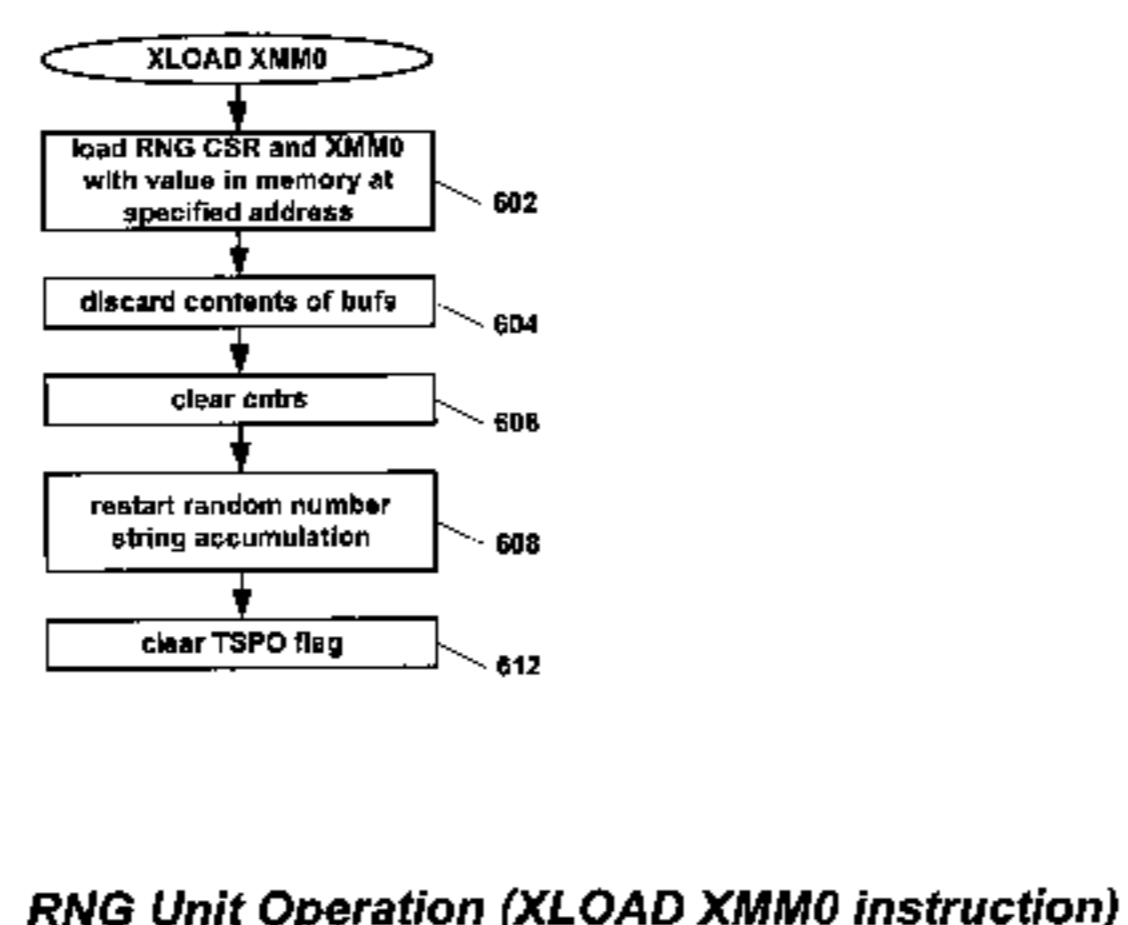 XLOAD XMM0
load RNG CSR and XMM0
with value in memory at
specified address
602
discard contents of bufs
604
clear cntrs
606
restart random number
string accumulation
608
clear TSPO flag
612
RNG Unit Operation (XLOAD XMM0 instruction)